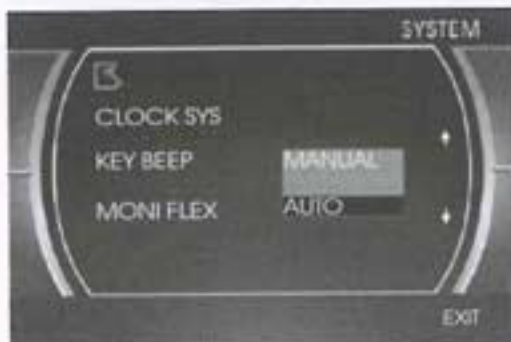 SYSTEM
CLOCK SYS
KEY BEEP MANUAL
MONI FLEX AUTO
EXIT